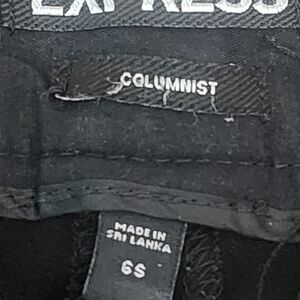 EXPRESS
COLUMNIST
MADE IN
SRI LANKA
6S